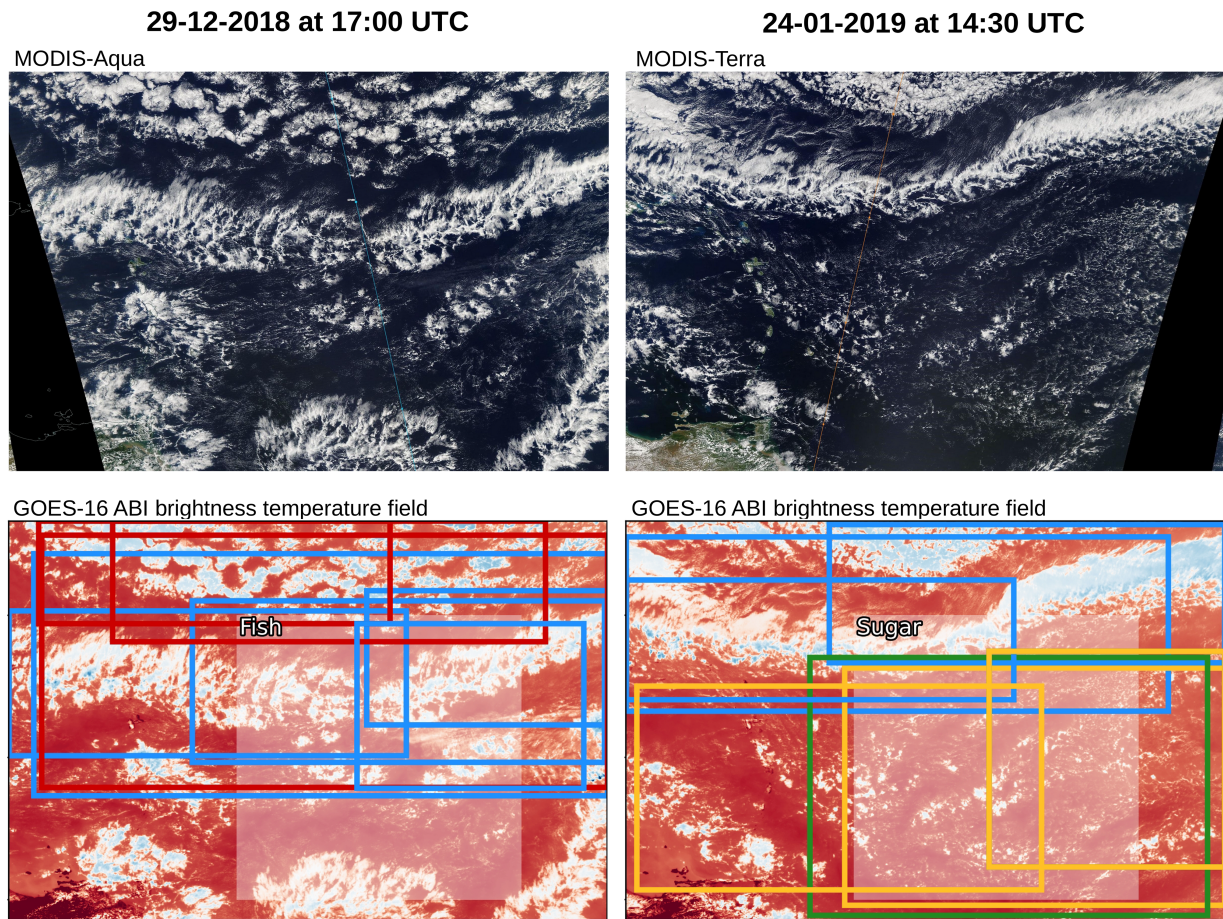 29-12-2018 at 17:00 UTC
24-01-2019 at 14:30 UTC
MODIS-Aqua
MODIS-Terra
GOES-16 ABI brightness temperature field
GOES-16 ABI brightness temperature field
Fish
Sugar